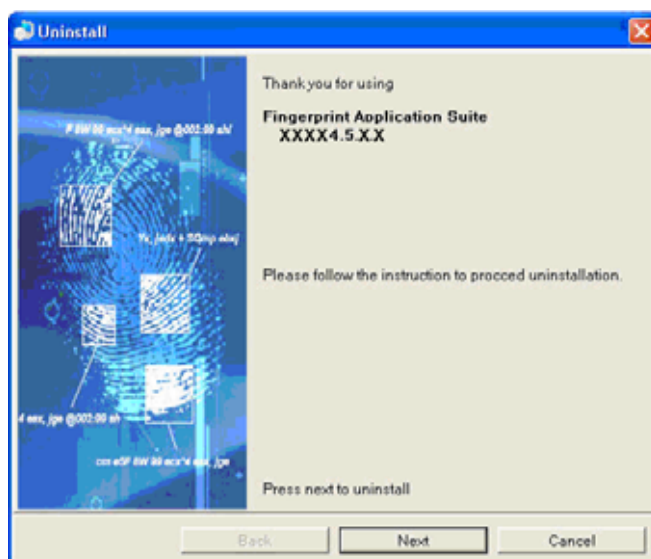 Uninstall
Thank you for using
Fingerprint Application Suite
XXXX4.5.X.X
Please follow the instruction to procced uninstallation.
Press next to uninstall
Back
Next
Cancel